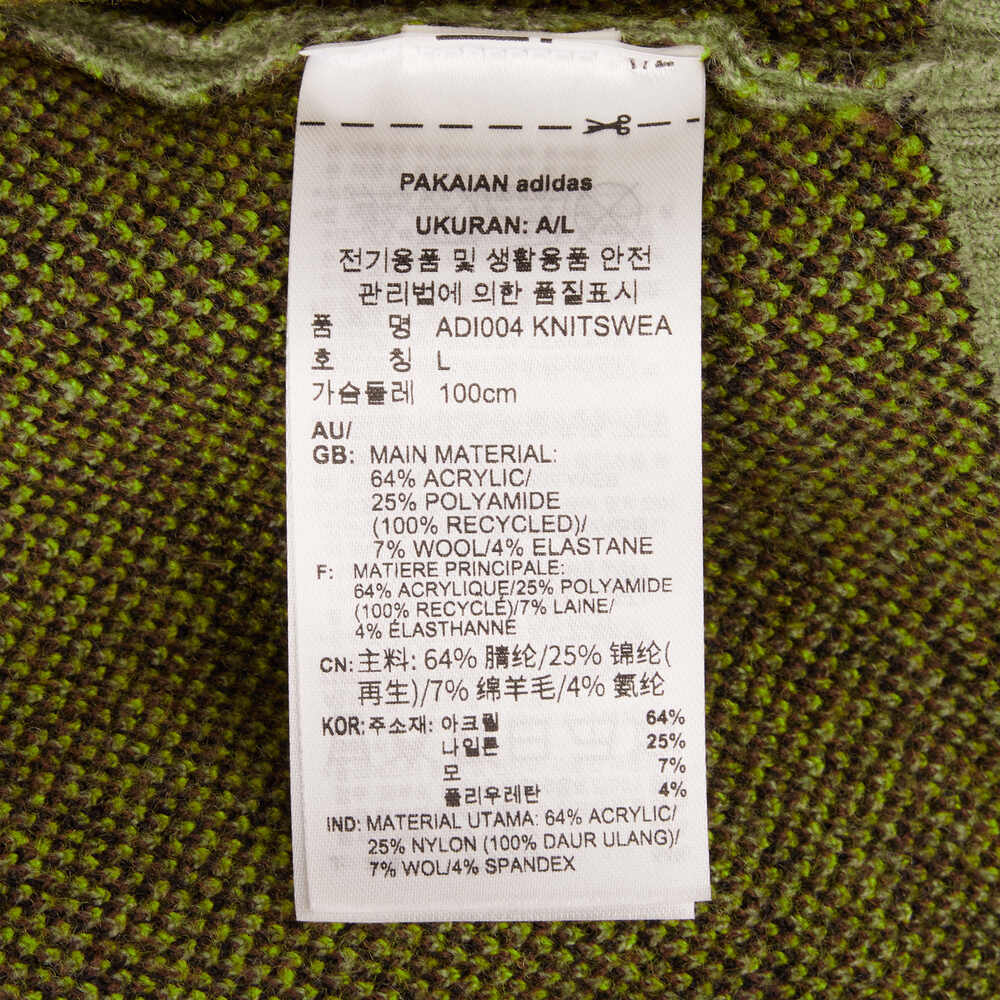 PAKAIAN adidas
UKURAN: A/L
전기용품 및 생활용품 안전
관리법에 의한 품질표시
품 명 ADI004 KNITSWEA
호 칭 L
가슴둘레 100cm
AU/
GB: MAIN MATERIAL:
64% ACRYLIC/
25% POLYAMIDE
(100% RECYCLED)/
7% WOOL/4% ELASTANE
F: MATIERE PRINCIPALE:
64% ACRYLIQUE/25% POLYAMIDE
(100% RECYCLÉ)/7% LAINE/
4% ÉLASTHANNE
CN: 主料: 64% 腈纶/25% 锦纶(
再生)/7% 绵羊毛/4% 氨纶
KOR: 주소재: 아크릴 64%
나일론 25%
모 7%
폴리우레탄 4%
IND: MATERIAL UTAMA: 64% ACRYLIC/
25% NYLON (100% DAUR ULANG)/
7% WOL/4% SPANDEX